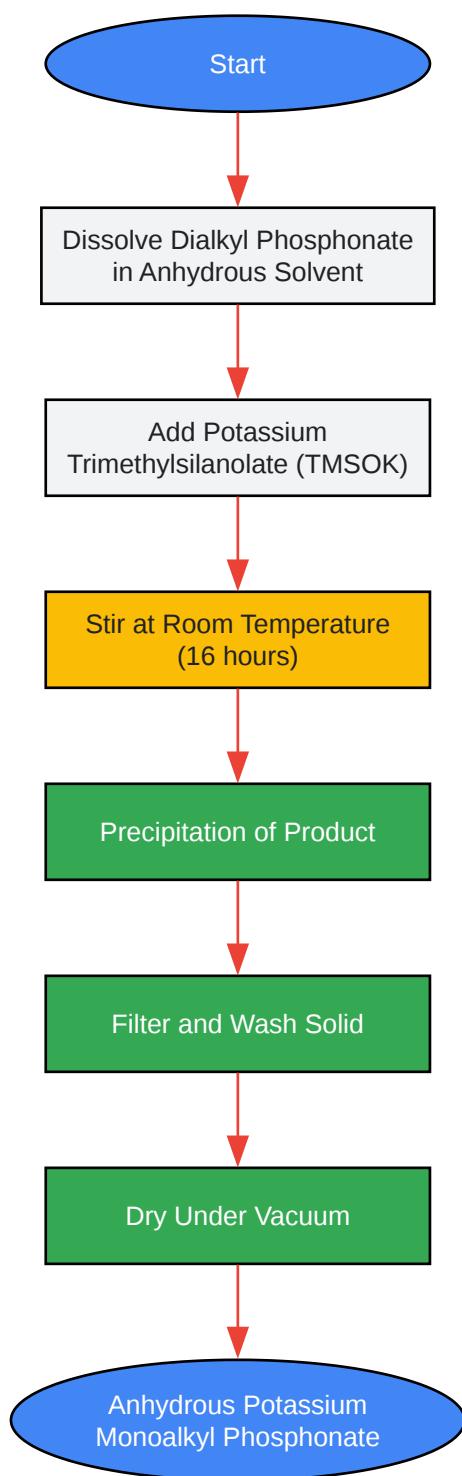 Start
Dissolve Dialkyl Phosphonate
in Anhydrous Solvent
Add Potassium
Trimethylsilanolate (TMSOK)
Stir at Room Temperature
(16 hours)
Precipitation of Product
Filter and Wash Solid
Dry Under Vacuum
Anhydrous Potassium
Monoalkyl Phosphonate